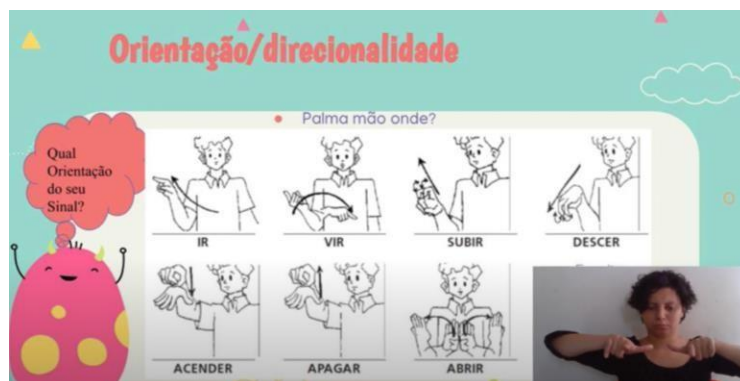 Orientação/direcionalidade
Palma mão onde?
Qual
Orientação
do seu
Sinal?
IR VIR SUBIR DESCER
ACENDER APAGAR ABRIR